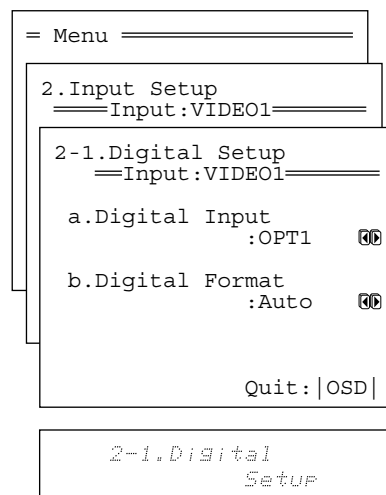 Menu
2.Input Setup
Input:VIDEO1
2-1.Digital Setup
Input:VIDEO1
a.Digital Input
:OPT1
b.Digital Format
:Auto
Quit:|OSD|
2-1.Digital
Setup